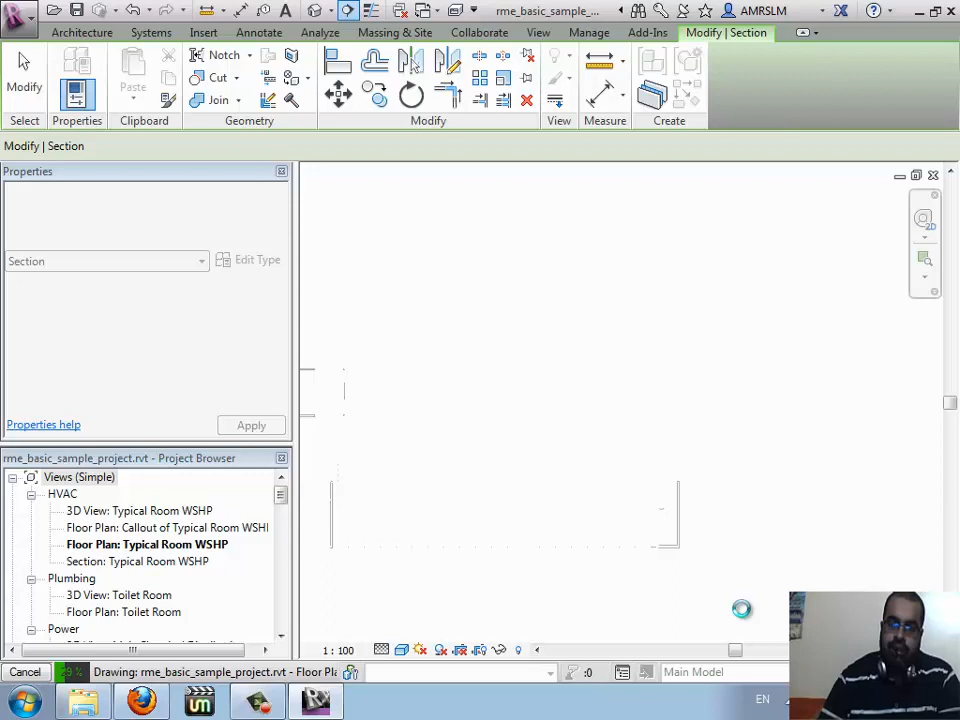 rme_basic_sample_... AMRSLM
Architecture Systems Insert Annotate Analyze Massing & Site Collaborate View Manage Add-Ins Modify | Section
Modify Paste Notch Cut Join
Select Properties Clipboard Geometry Modify View Measure Create
Modify | Section
Properties
Section Edit Type
Properties help Apply
rme_basic_sample_project.rvt - Project Browser
Views (Simple)
HVAC
3D View: Typical Room WSHP
Floor Plan: Callout of Typical Room WSHI
Floor Plan: Typical Room WSHP
Section: Typical Room WSHP
Plumbing
3D View: Toilet Room
Floor Plan: Toilet Room
Power
1 : 100
Cancel 29 % Drawing: rme_basic_sample_project.rvt - Floor Pla :0 Main Model
EN